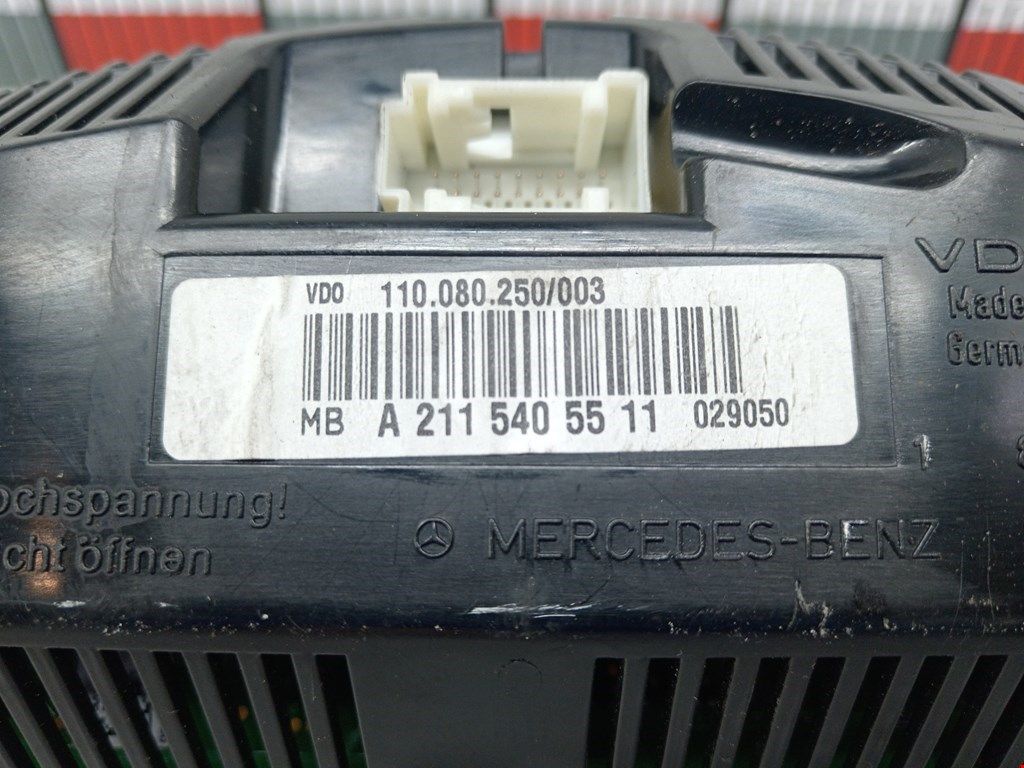 VDO 110.080.250/003
MB A 211 540 55 11 029050
VD
Made
Germ
1
ochspannung!
cht öffnen
MERCEDES-BENZ